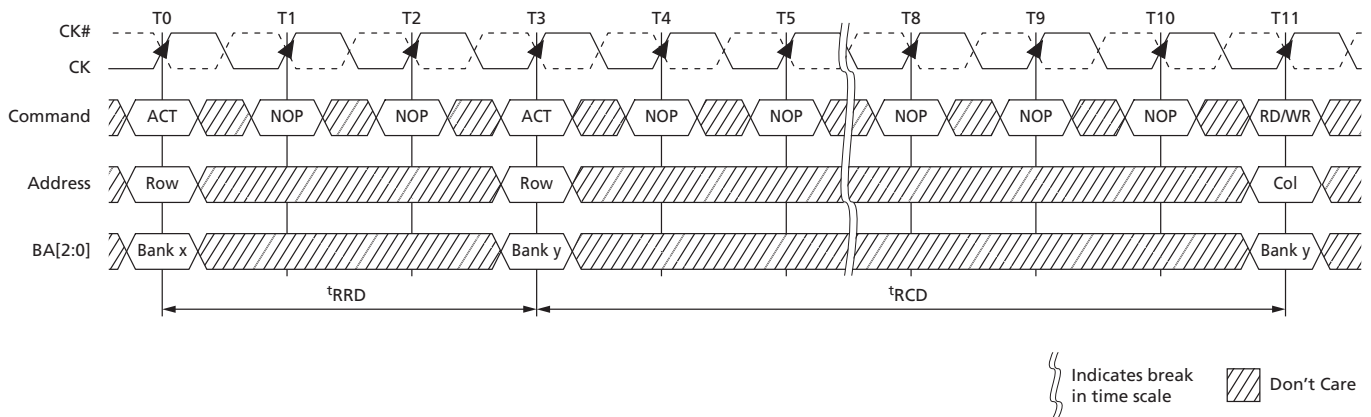 T0 T1 T2 T3 T4 T5 T8 T9 T10 T11
CK#
CK
Command ACT NOP NOP ACT NOP NOP NOP NOP NOP RD/WR
Address Row Row Col
BA[2:0] Bank x Bank y Bank y
tRRD tRCD
Indicates break
in time scale
Don't Care